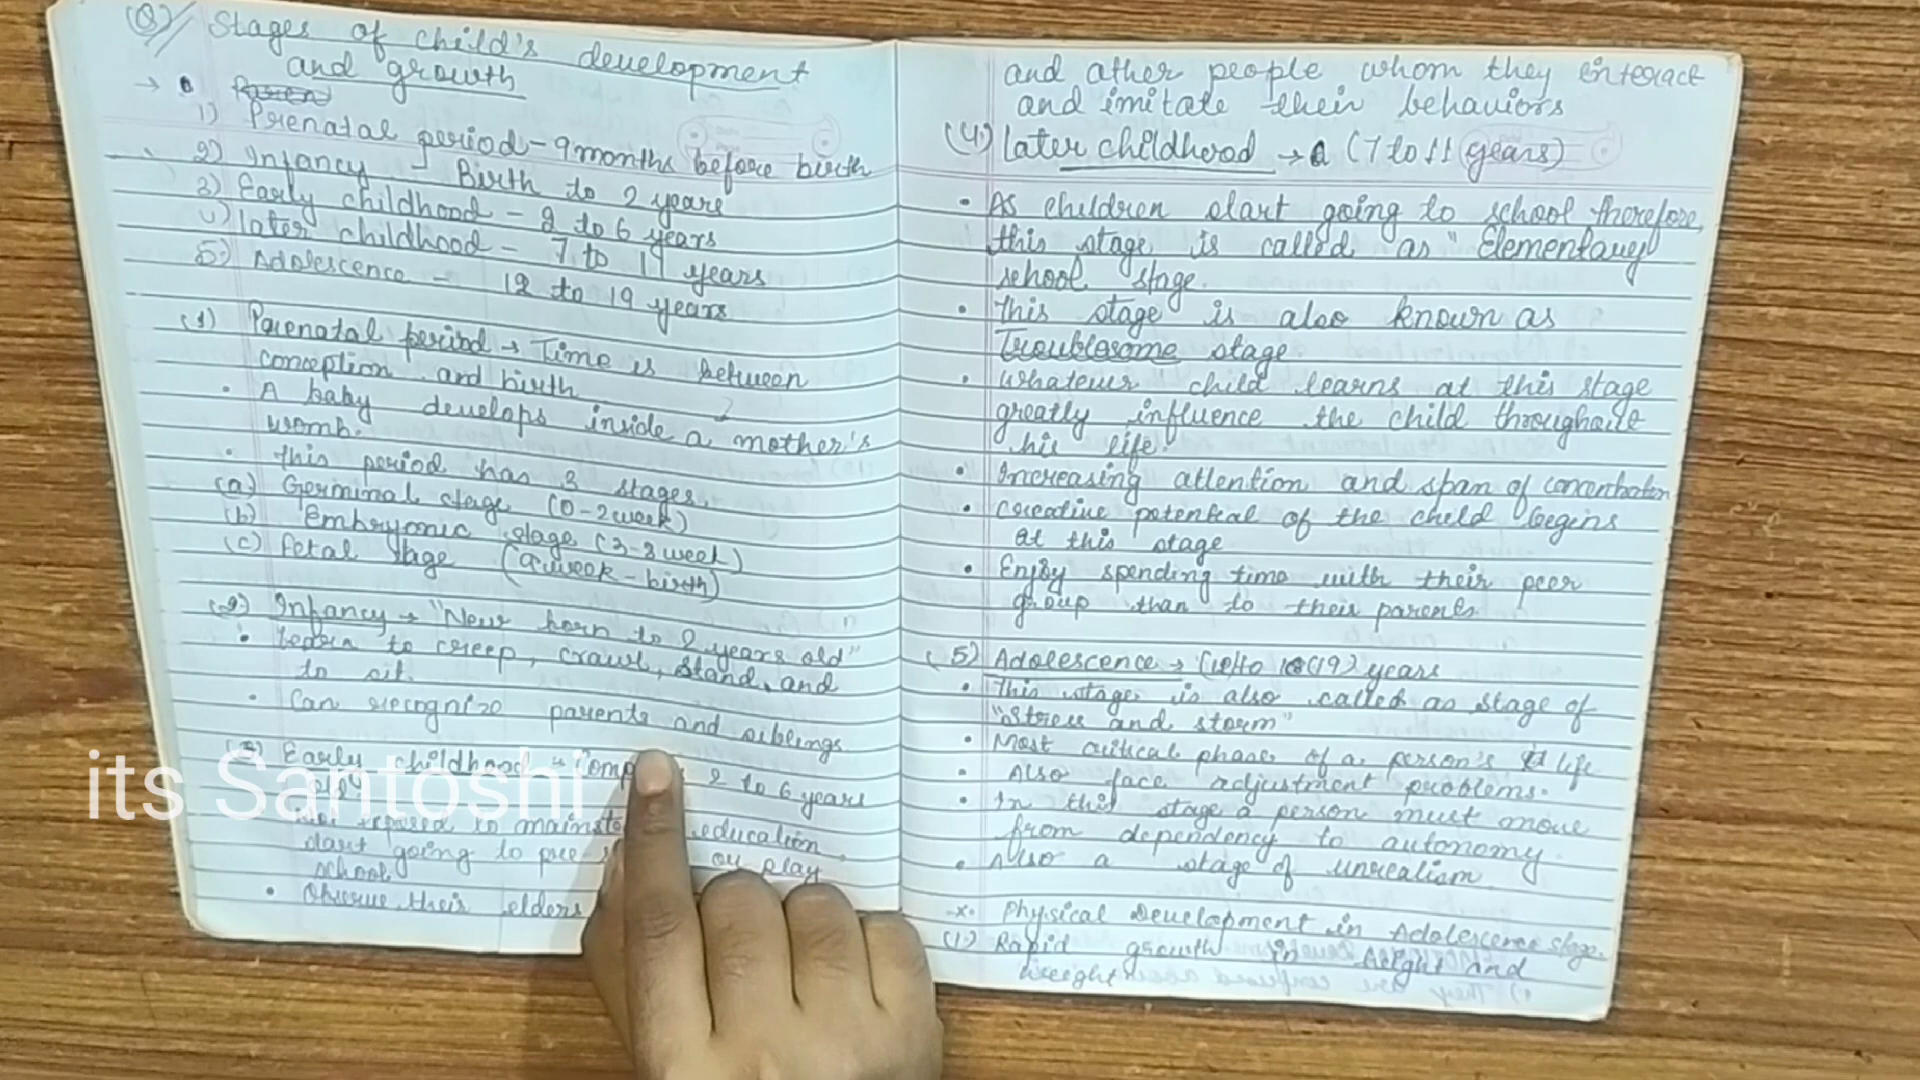 Q) Stages of child's development
and growth
1) Prenatal period - 9 months before birth
2) Infancy - Birth to 2 years
3) Early childhood - 2 to 6 years
4) later childhood - 7 to 11 years
5) Adolescence - 12 to 19 years
(1) Prenatal period → Time is between
conception and birth
• A baby develops inside a mother's
womb.
• This period has 3 stages.
(a) Germinal stage (0-2 week)
(b) Embryonic stage (3-8 week)
(c) fetal stage (9 week - birth)
(2) Infancy → "New born to 2 years old"
• Learn to creep, crawl, stand, and
to sit.
• Can recognize parents and siblings
(3) Early childhood 2 to 6 years
exposed to education
start going to or play
school
• Observe their elders
and other people whom they interact
and imitate their behaviors
(4) later childhood → (7 to 11 years)
• As children start going to school therefore,
this stage is called as "Elementary
school stage.
• This stage is also known as
Troublesome stage
• Whatever child learns at this stage
greatly influence the child throughout
his life.
• Increasing attention and span of concentration
• Creative potential of the child begins
at this stage
• Enjoy spending time with their peer
group than to their parents.
(5) Adolescence → 19) years
• This stage is also called as stage of
"Stress and storm"
• Most critical phase of a person's life
• Also face adjustment problems.
• In this stage a person must move
from dependency to autonomy.
• Also a stage of unrealism.
-x- Physical Development in Adolescence stage.
(1.) Rapid growth in height and
weight
its Santoshi